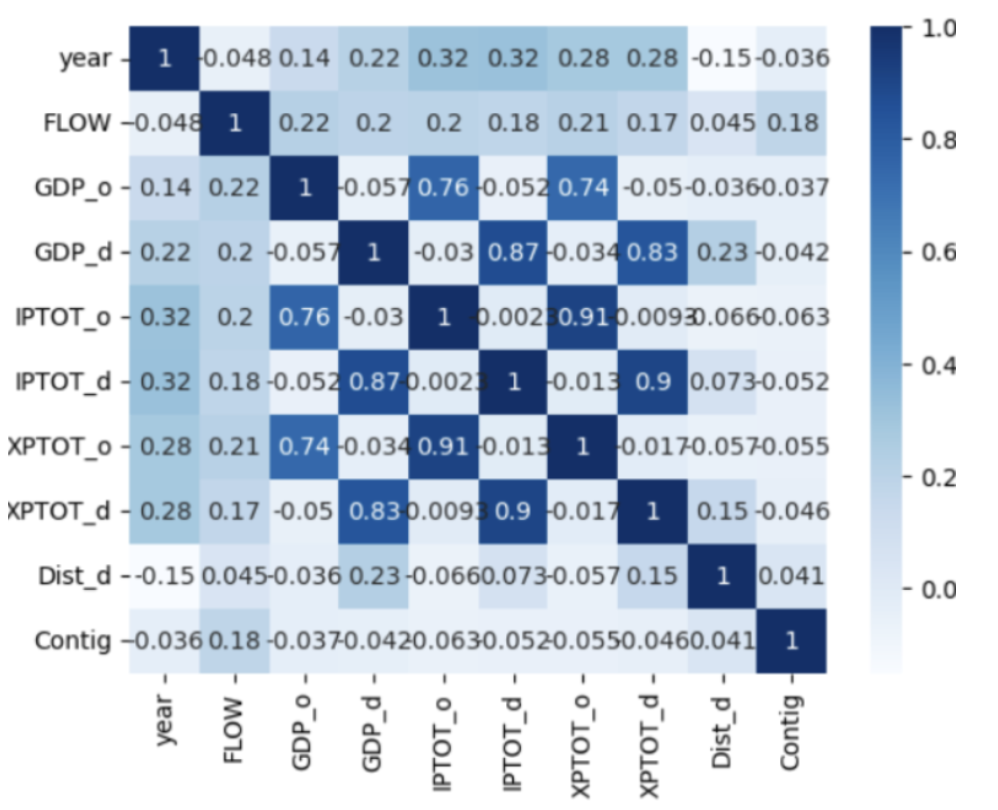 year 1 -0.048 0.14 0.22 0.32 0.32 0.28 0.28 -0.15 -0.036
FLOW -0.048 1 0.22 0.2 0.2 0.18 0.21 0.17 0.045 0.18
GDP_o 0.14 0.22 1 -0.057 0.76 -0.052 0.74 -0.05 -0.036 -0.037
GDP_d 0.22 0.2 -0.057 1 -0.03 0.87 -0.034 0.83 0.23 -0.042
IPTOT_o 0.32 0.2 0.76 -0.03 1 -0.0023 0.91 -0.0093 -0.066 -0.063
IPTOT_d 0.32 0.18 -0.052 0.87 -0.0023 1 -0.013 0.9 0.073 -0.052
XPTOT_o 0.28 0.21 0.74 -0.034 0.91 -0.013 1 -0.017 -0.057 -0.055
XPTOT_d 0.28 0.17 -0.05 0.83 -0.0093 0.9 -0.017 1 0.15 -0.046
Dist_d -0.15 0.045 -0.036 0.23 -0.066 0.073 -0.057 0.15 1 0.041
Contig -0.036 0.18 -0.037 -0.042 -0.063 -0.052 -0.055 -0.046 0.041 1
year FLOW GDP_o GDP_d IPTOT_o IPTOT_d XPTOT_o XPTOT_d Dist_d Contig
1.0
0.8
0.6
0.4
0.2
0.0